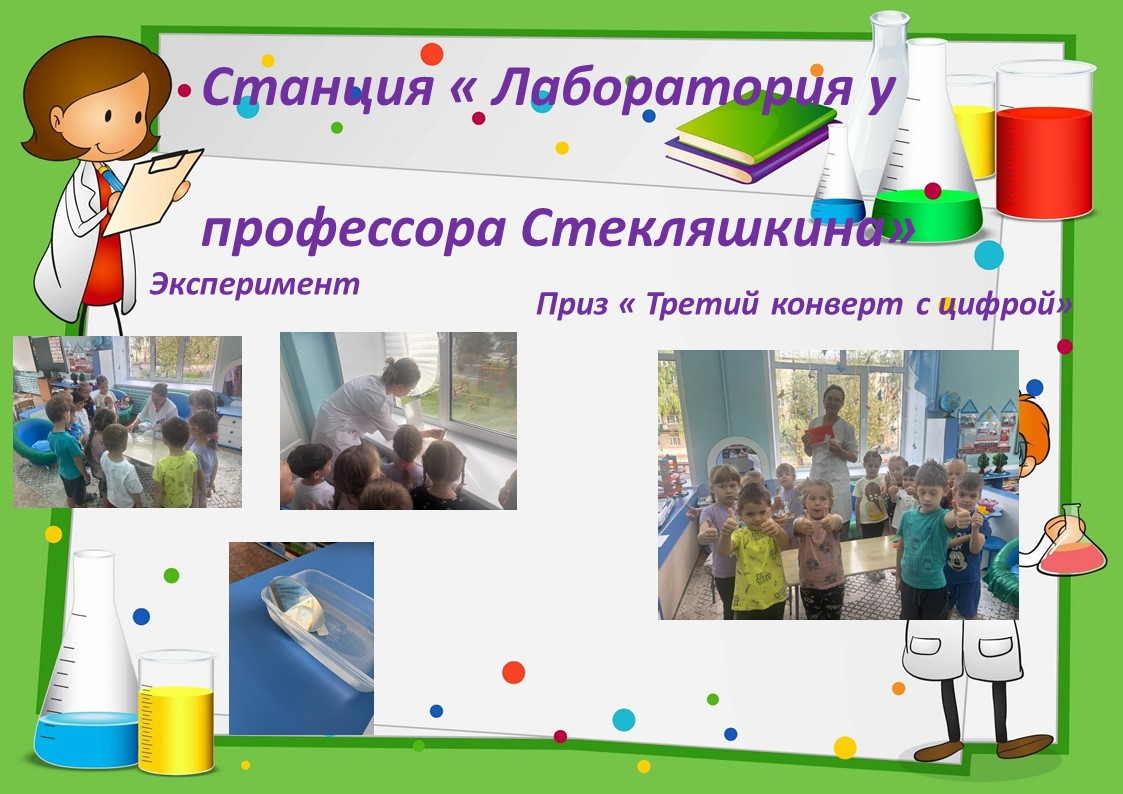 Станция « Лаборатория у
профессора Стекляшкина»
Эксперимент
Приз « Третий конверт с цифрой»